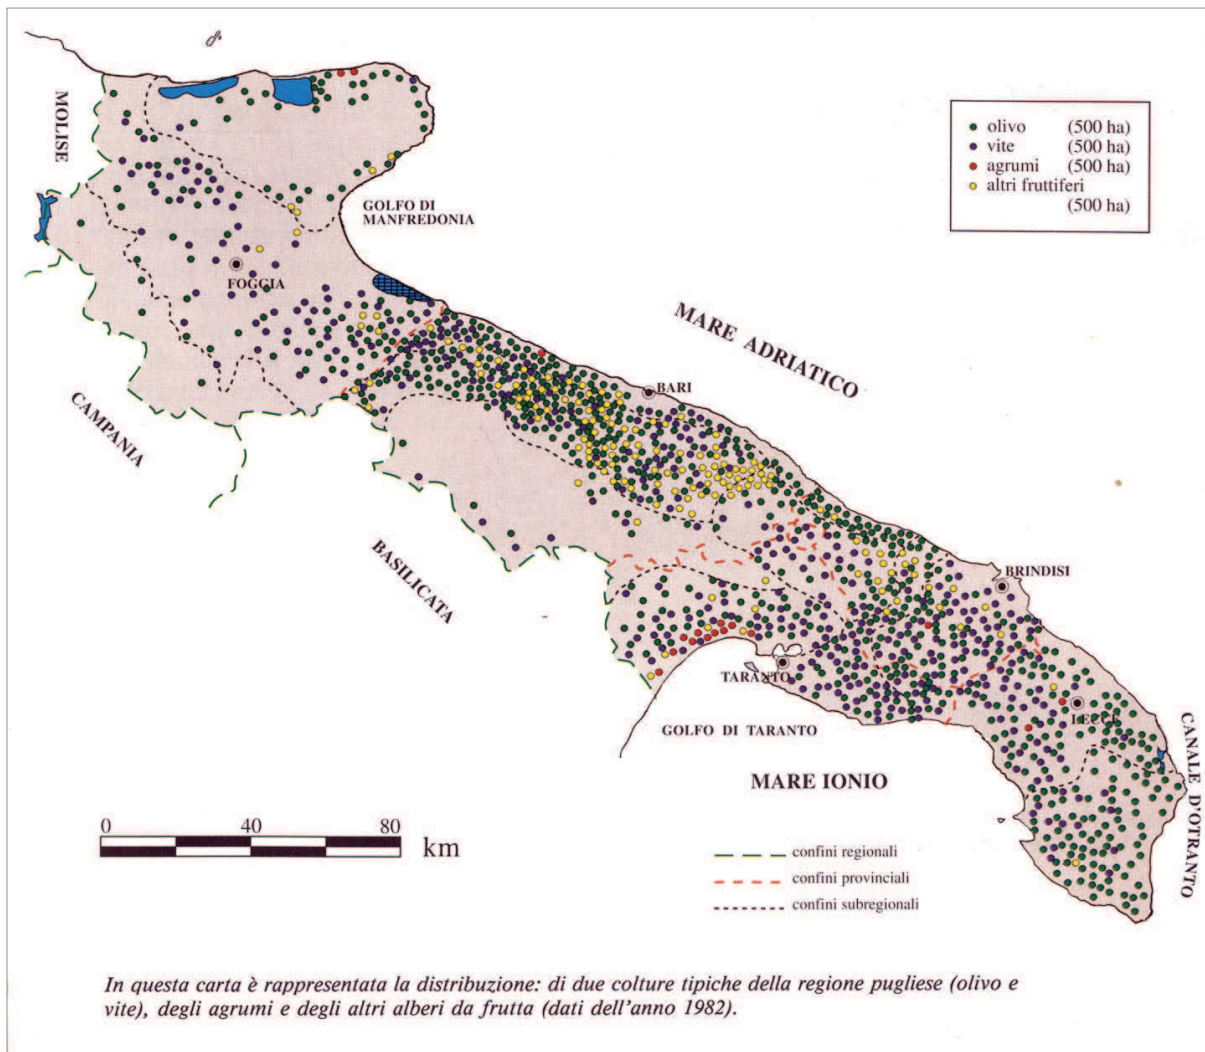 MOLISE
GOLFO DI
MANFREDONIA
FOGGIA
olivo (500 ha)
vite (500 ha)
agrumi (500 ha)
altri fruttiferi
(500 ha)
MARE ADRIATICO
CAMPANIA
BARI
BASILICATA
BRINDISI
TARANTO
LECCE
GOLFO DI TARANTO
CANALE D'OTRANTO
MARE IONIO
0 40 80
km
confini regionali
confini provinciali
confini subregionali
In questa carta è rappresentata la distribuzione: di due colture tipiche della regione pugliese (olivo e
vite), degli agrumi e degli altri alberi da frutta (dati dell'anno 1982).